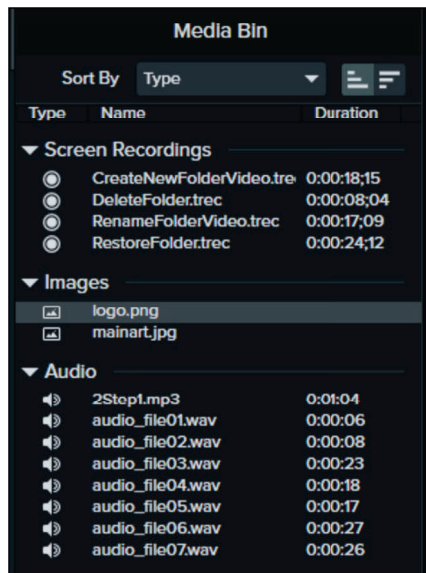 Media Bin
Sort By Type
Type Name Duration
Screen Recordings
CreateNewFolderVideo.tre 0:00:18;15
DeleteFolder.trec 0:00:08;04
RenameFolderVideo.trec 0:00:17;09
RestoreFolder.trec 0:00:24;12
Images
logo.png
mainart.jpg
Audio
2Step1.mp3 0:01:04
audio_file01.wav 0:00:06
audio_file02.wav 0:00:08
audio_file03.wav 0:00:23
audio_file04.wav 0:00:18
audio_file05.wav 0:00:17
audio_file06.wav 0:00:27
audio_file07.wav 0:00:26